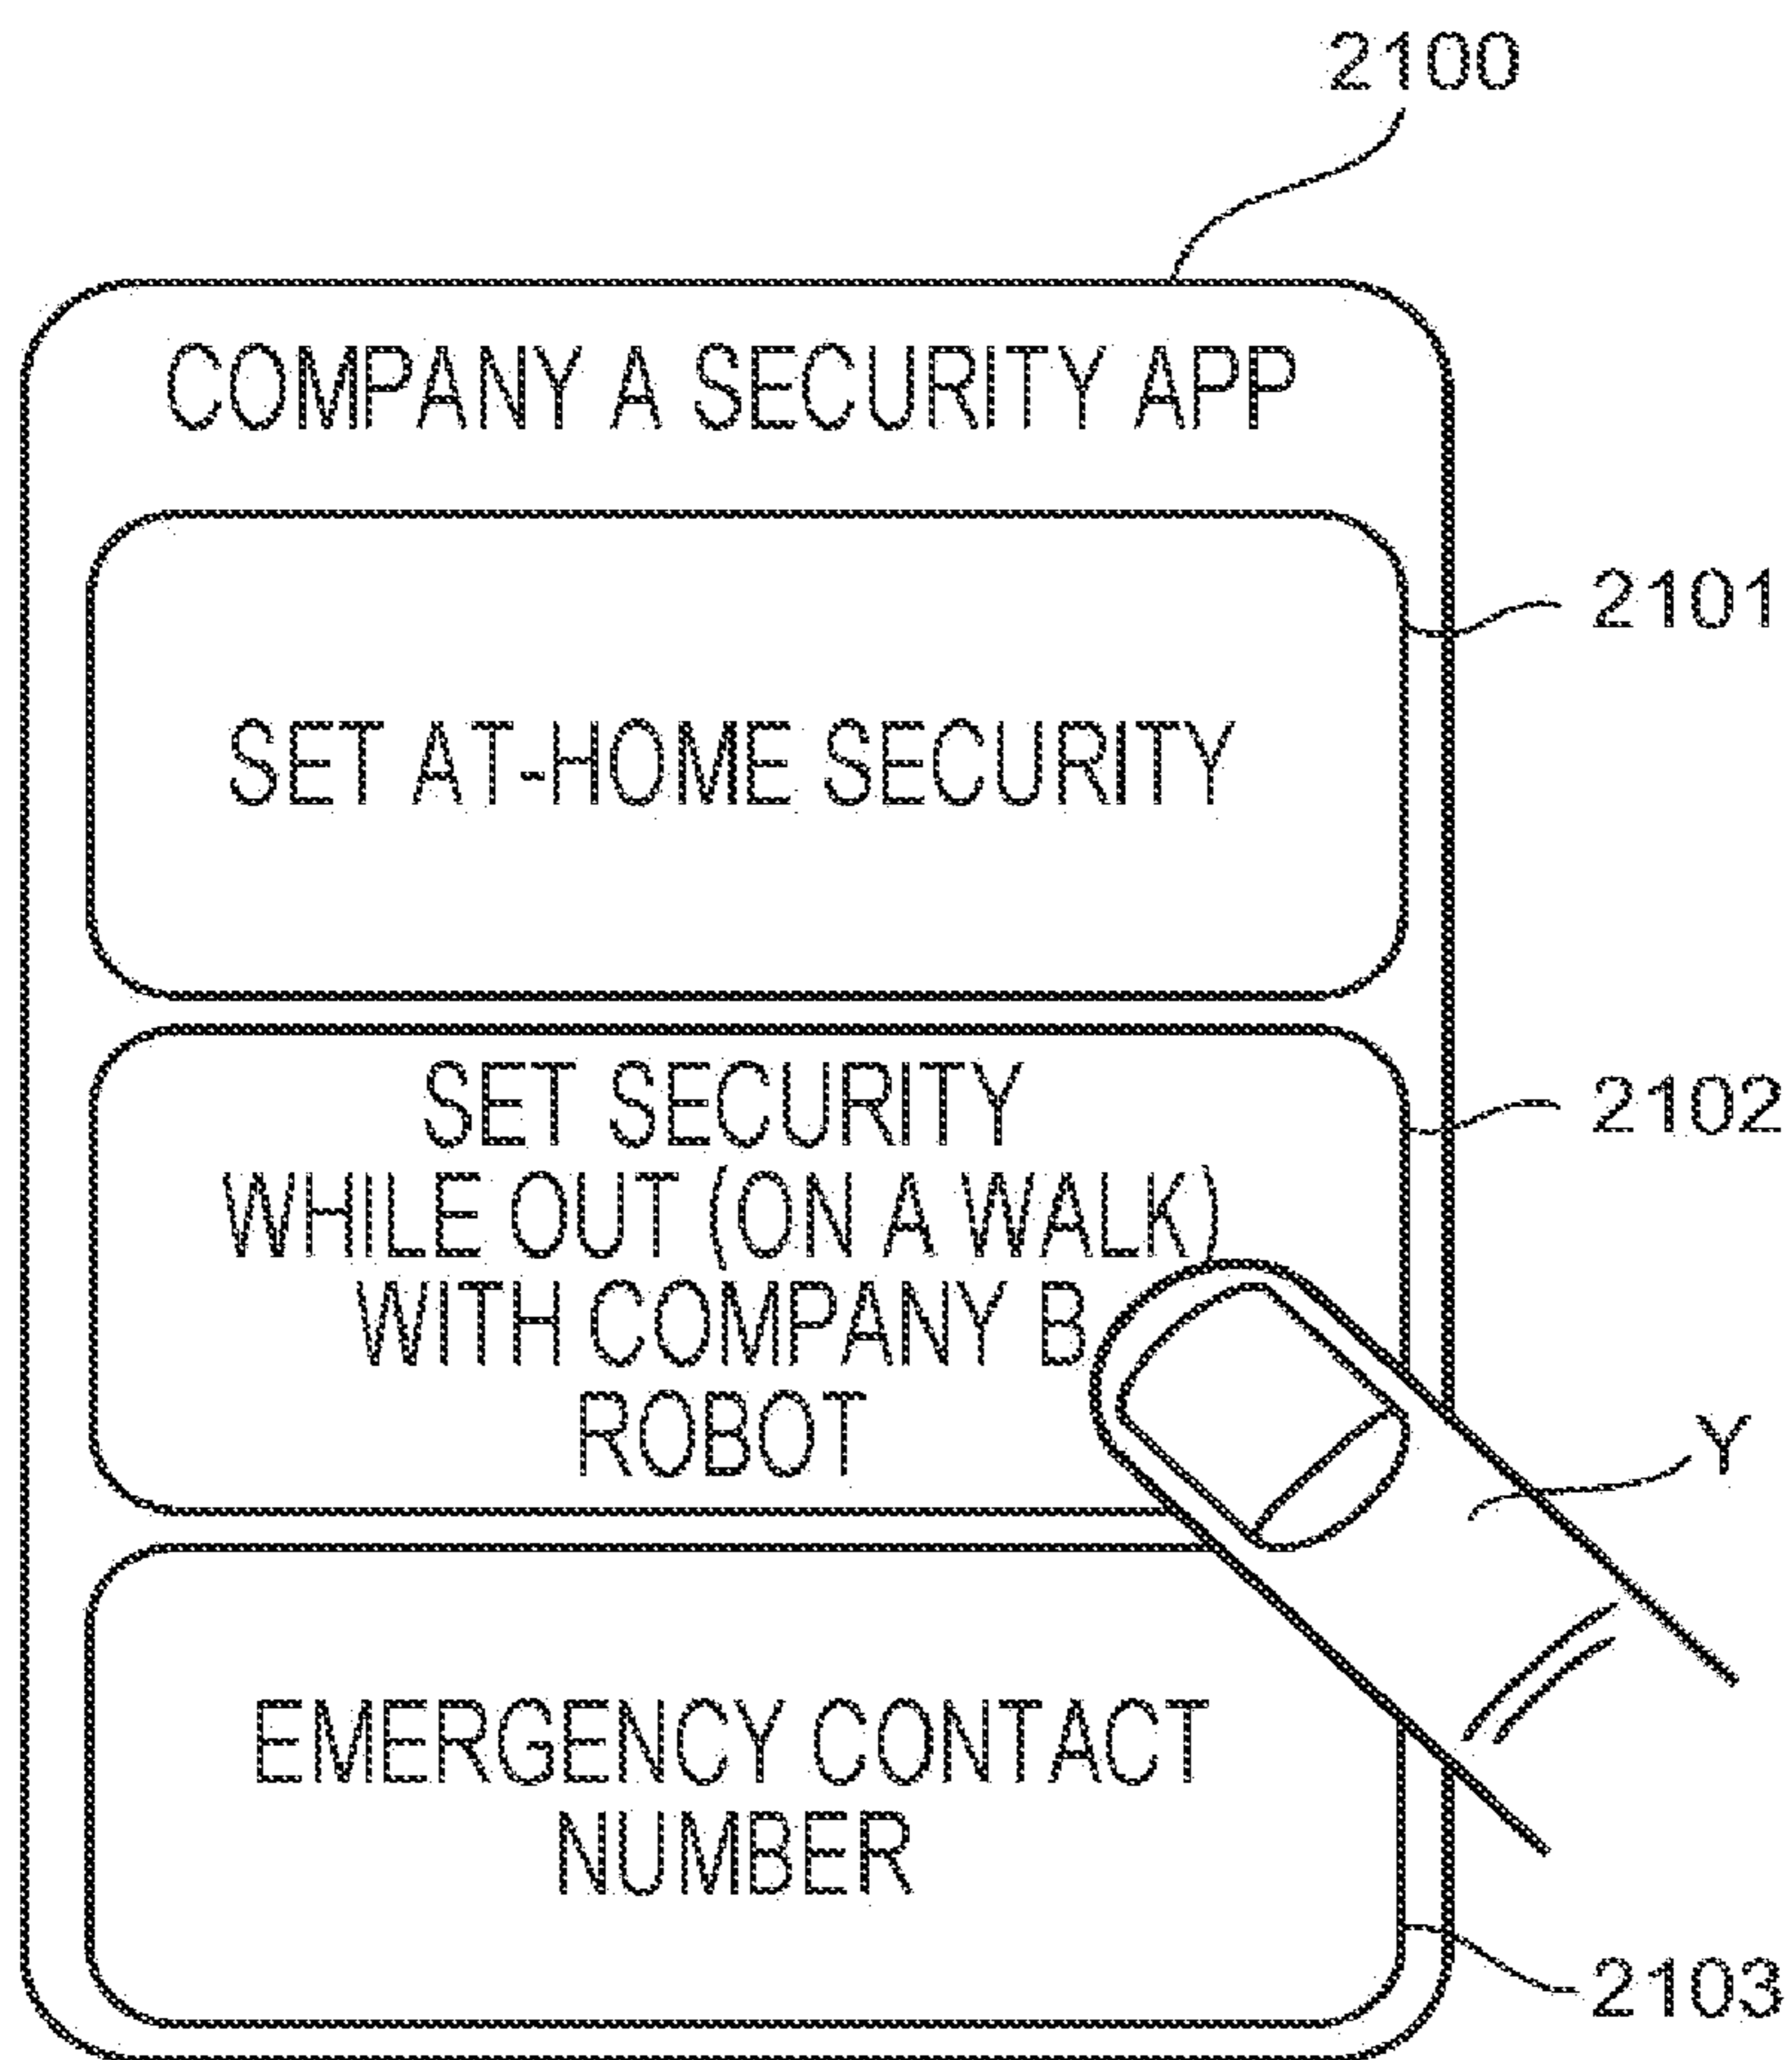 2100
COMPANY A SECURITY APP
2101
SET AT-HOME SECURITY
SET SECURITY
2102
WHILE OUT (ON A WALK)
WITH COMPANY B
ROBOT
Y
EMERGENCY CONTACT
NUMBER
2103